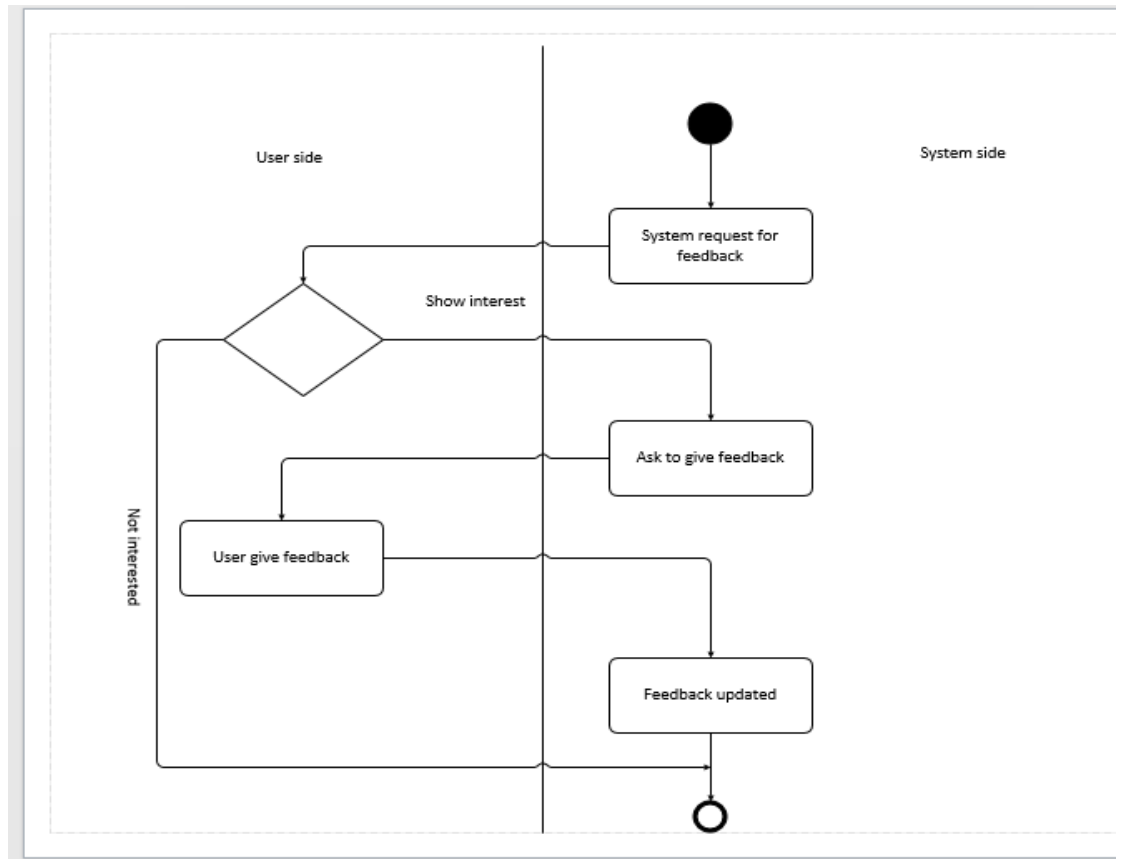 User side
System side
System request for
feedback
Show interest
Ask to give feedback
Not interested
User give feedback
Feedback updated